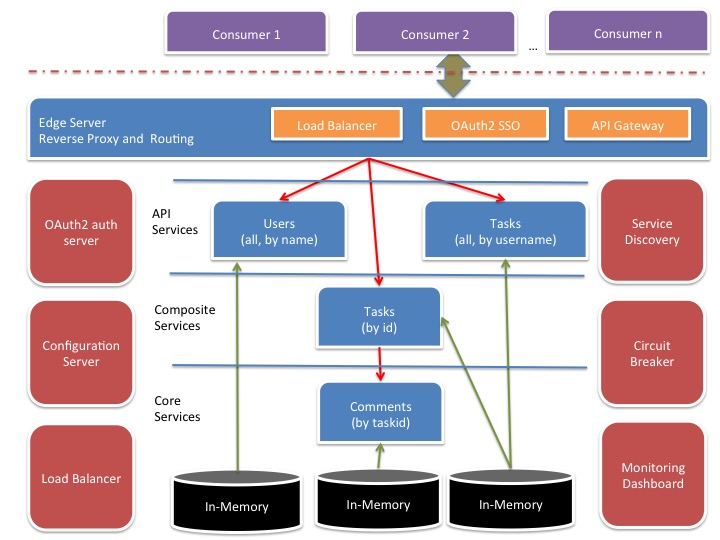 Consumer 1
Consumer 2
...
Consumer n
Edge Server
Reverse Proxy and Routing
Load Balancer
OAuth2 SSO
API Gateway
OAuth2 auth
server
API
Services
Users
(all, by name)
Tasks
(all, by username)
Service
Discovery
Configuration
Server
Composite
Services
Tasks
(by id)
Circuit
Breaker
Core
Services
Comments
(by taskid)
Load Balancer
In-Memory
In-Memory
In-Memory
Monitoring
Dashboard